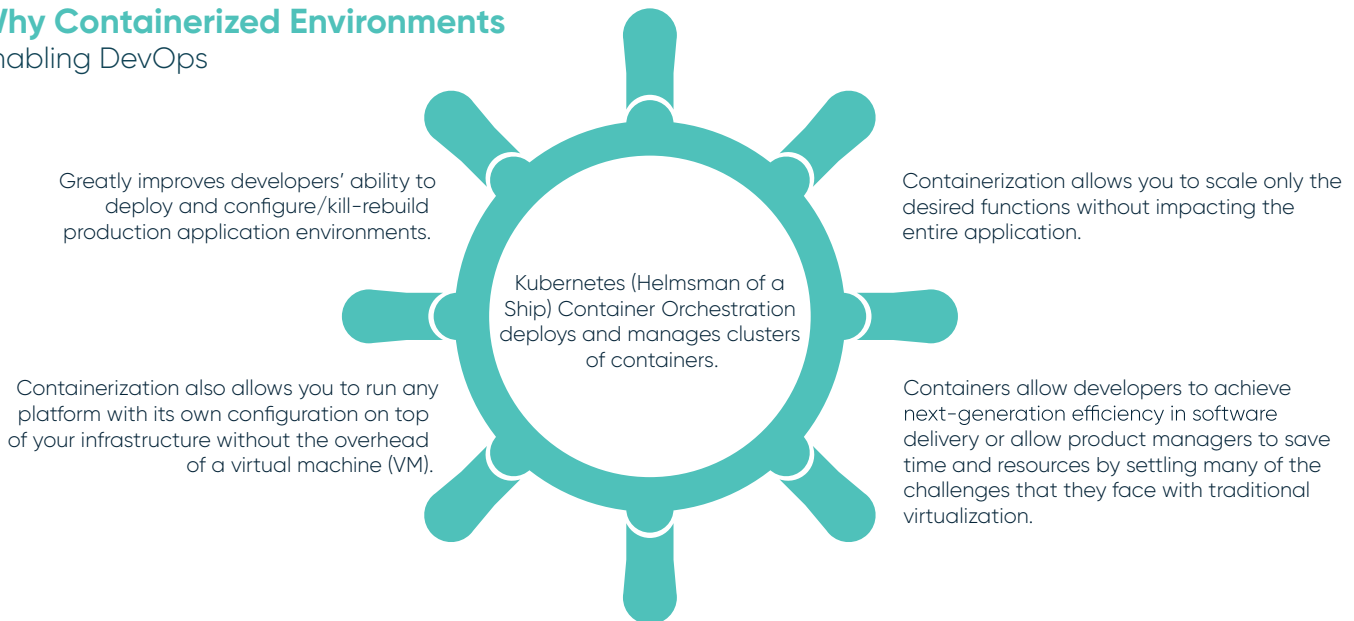 Why Containerized Environments
nabling DevOps
Greatly improves developers’ ability to
deploy and configure/kill-rebuild
production application environments.
Containerization allows you to scale only the
desired functions without impacting the
entire application.
Kubernetes (Helmsman of a
Ship) Container Orchestration
deploys and manages clusters
of containers.
Containerization also allows you to run any
platform with its own configuration on top
of your infrastructure without the overhead
of a virtual machine (VM).
Containers allow developers to achieve
next-generation efficiency in software
delivery or allow product managers to save
time and resources by settling many of the
challenges that they face with traditional
virtualization.